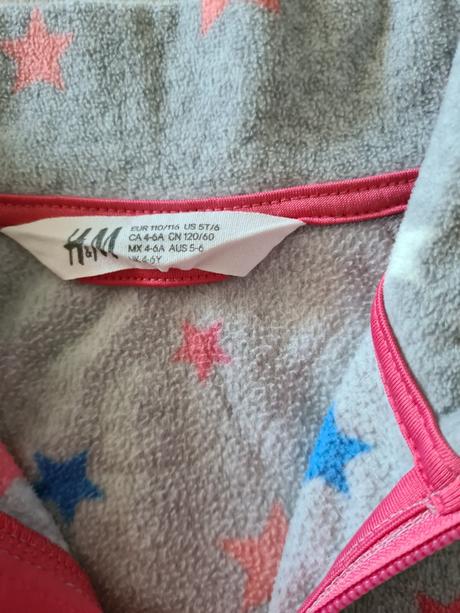 H&M
EUR 110/116 US 5T/6
CA 4-6A CN 120/60
MX 4-6A AUS 5-6
UK 4-6Y